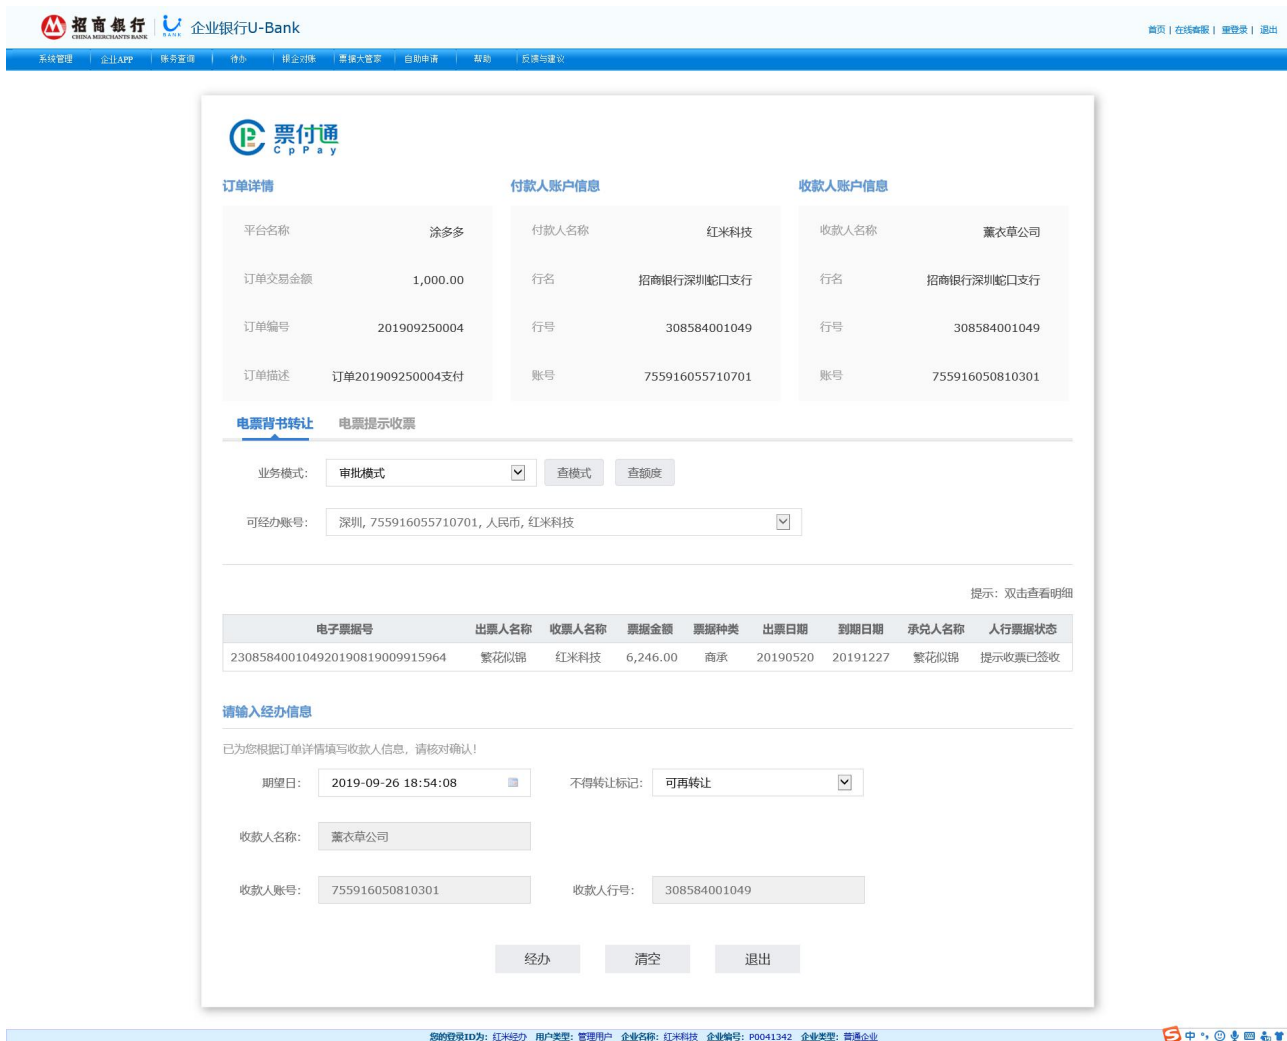 招商银行 CHINA MERCHANTS BANK U BANK 企业银行U-Bank 首页 | 在线客服 | 重登录 | 退出
系统管理 | 企业APP | 账务查询 | 待办 | 银企对账 | 票据大管家 | 自助申请 | 帮助 | 反馈与建议
票付通
CpPay
订单详情 付款人账户信息 收款人账户信息
平台名称 涂多多 付款人名称 红米科技 收款人名称 薰衣草公司
订单交易金额 1,000.00 行名 招商银行深圳蛇口支行 行名 招商银行深圳蛇口支行
订单编号 201909250004 行号 308584001049 行号 308584001049
订单描述 订单201909250004支付 账号 755916055710701 账号 755916050810301
电票背书转让 电票提示收票
业务模式: 审批模式 查模式 查额度
可经办账号: 深圳, 755916055710701, 人民币, 红米科技
提示: 双击查看明细
电子票据号 出票人名称 收票人名称 票据金额 票据种类 出票日期 到期日期 承兑人名称 人行票据状态
230858400104920190819009915964 繁花似锦 红米科技 6,246.00 商承 20190520 20191227 繁花似锦 提示收票已签收
请输入经办信息
已为您根据订单详情填写收款人信息, 请核对确认!
期望日: 2019-09-26 18:54:08 不得转让标记: 可再转让
收款人名称: 薰衣草公司
收款人账号: 755916050810301 收款人行号: 308584001049
经办 清空 退出
您的登录ID为: 红米经办 用户类型: 管理用户 企业名称: 红米科技 企业编号: P0041342 企业类型: 普通企业
中